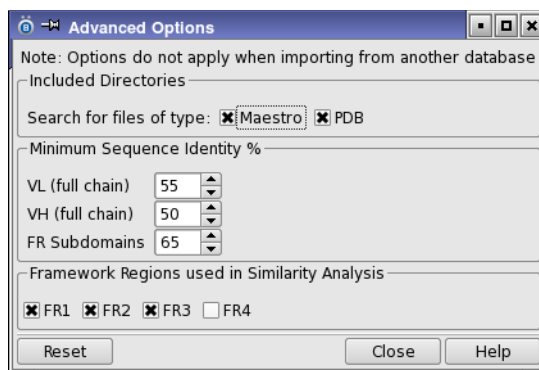 Advanced Options
Note: Options do not apply when importing from another database
Included Directories
Search for files of type: Maestro PDB
Minimum Sequence Identity %
VL (full chain) 55
VH (full chain) 50
FR Subdomains 65
Framework Regions used in Similarity Analysis
FR1 FR2 FR3 FR4
Reset Close Help